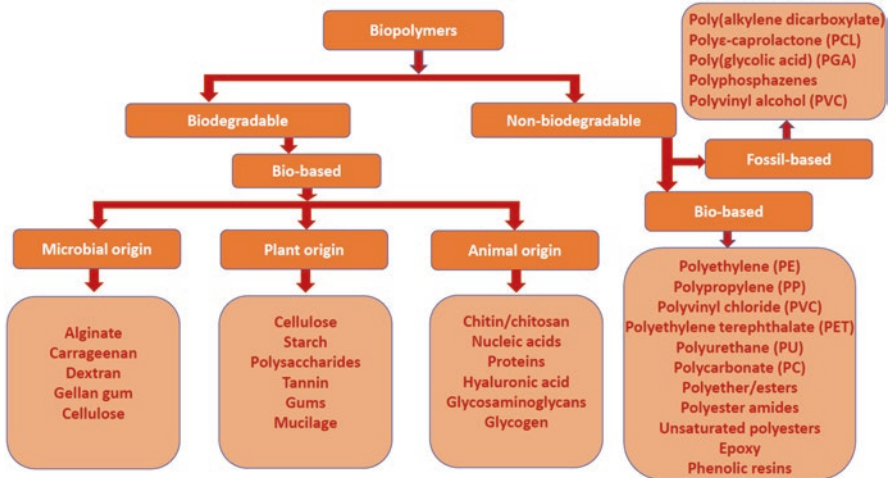 Biopolymers
Biodegradable
Non-biodegradable
Poly(alkylene dicarboxylate)
Polyε-caprolactone (PCL)
Poly(glycolic acid) (PGA)
Polyphosphazenes
Polyvinyl alcohol (PVC)
Fossil-based
Bio-based
Bio-based
Microbial origin
Plant origin
Animal origin
Alginate
Carrageenan
Dextran
Gellan gum
Cellulose
Cellulose
Starch
Polysaccharides
Tannin
Gums
Mucilage
Chitin/chitosan
Nucleic acids
Proteins
Hyaluronic acid
Glycosaminoglycans
Glycogen
Polyethylene (PE)
Polypropylene (PP)
Polyvinyl chloride (PVC)
Polyethylene terephthalate (PET)
Polyurethane (PU)
Polycarbonate (PC)
Polyether/esters
Polyester amides
Unsaturated polyesters
Epoxy
Phenolic resins